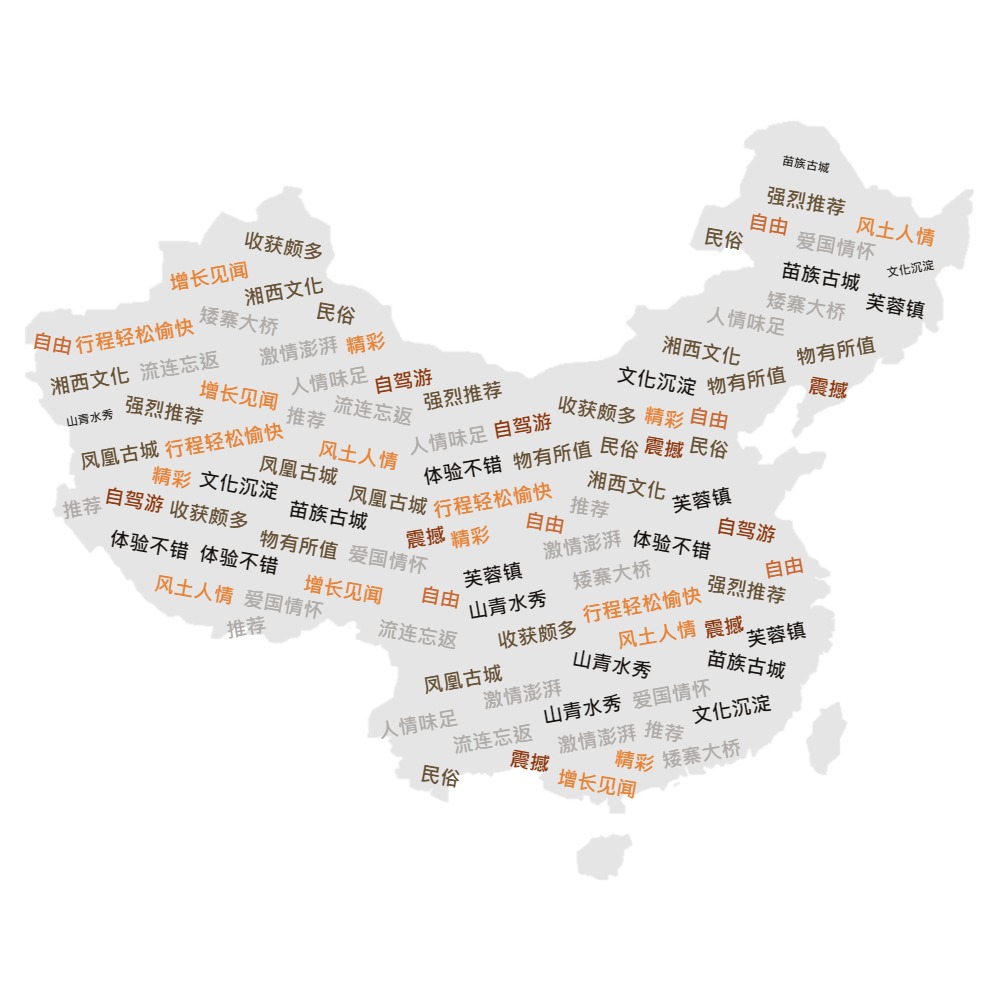 苗族古城
强烈推荐
自由 风土人情
民俗 爱国情怀
收获颇多
苗族古城 文化沉淀
增长见闻
湘西文化
矮寨大桥 芙蓉镇
民俗
矮寨大桥 人情味足
自由 行程轻松愉快
激情澎湃 精彩
湘西文化 物有所值
湘西文化 流连忘返
人情味足 自驾游
文化沉淀 物有所值 震撼
增长见闻
强烈推荐
山青水秀 强烈推荐
推荐 流连忘返
收获颇多 精彩 自由
人情味足 自驾游
凤凰古城 行程轻松愉快
风土人情
体验不错 物有所值 民俗 震撼 民俗
精彩 文化沉淀 凤凰古城
湘西文化
推荐 自驾游 收获颇多
苗族古城 凤凰古城 行程轻松愉快
推荐 芙蓉镇
自由
震撼 精彩
自驾游
体验不错 体验不错 物有所值 爱国情怀
激情澎湃 体验不错
芙蓉镇 矮寨大桥 自由
风土人情 爱国情怀 增长见闻
自由 山青水秀
行程轻松愉快 强烈推荐
推荐
流连忘返 收获颇多
风土人情 震撼 芙蓉镇
凤凰古城 山青水秀 苗族古城
激情澎湃 爱国情怀
人情味足 山青水秀 文化沉淀
流连忘返 激情澎湃 推荐
民俗 震撼 精彩 矮寨大桥
增长见闻